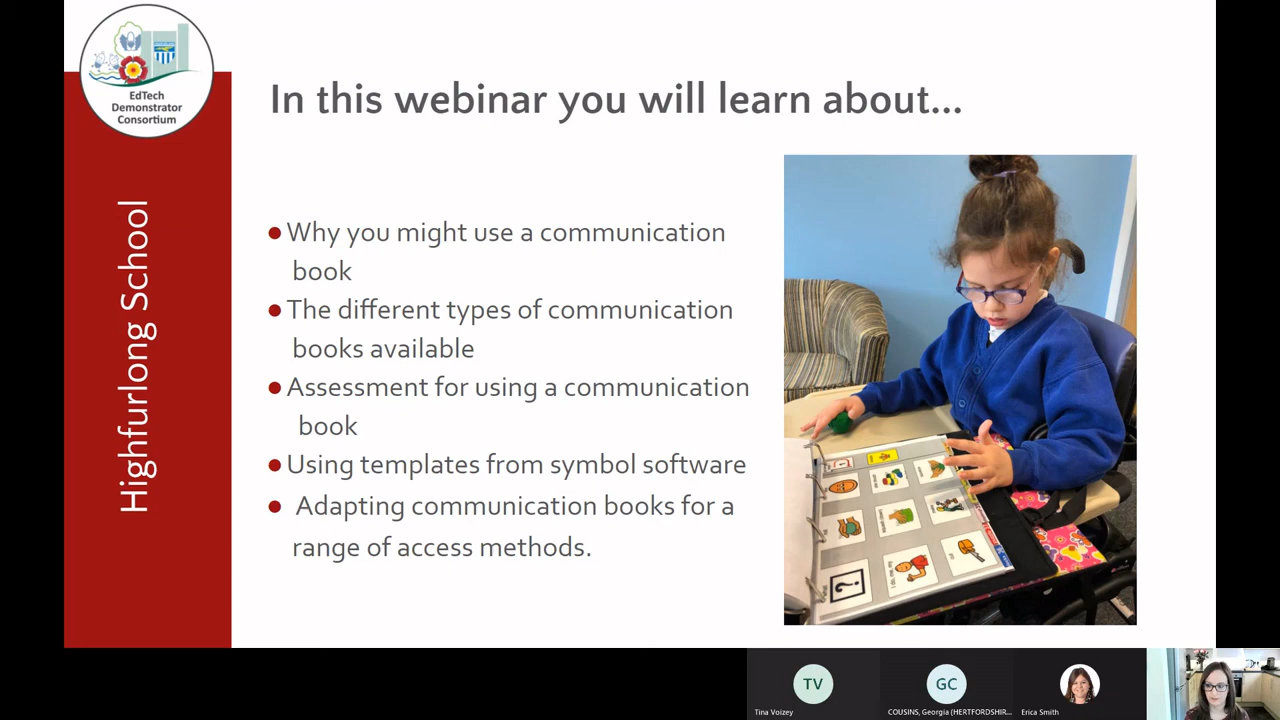 EdTech
Demonstrator
Consortium
Highfurlong School
In this webinar you will learn about...
Why you might use a communication
book
The different types of communication
books available
Assessment for using a communication
book
Using templates from symbol software
Adapting communication books for a
range of access methods.
?
TV
Tina Voizey
GC
COUSINS, Georgia (HERTFORDSHIR...
Erica Smith